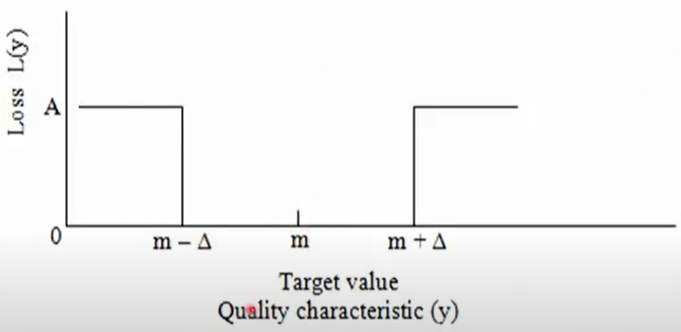 Loss L(y)
A
0
m – Δ
m
m + Δ
Target value
Quality characteristic (y)